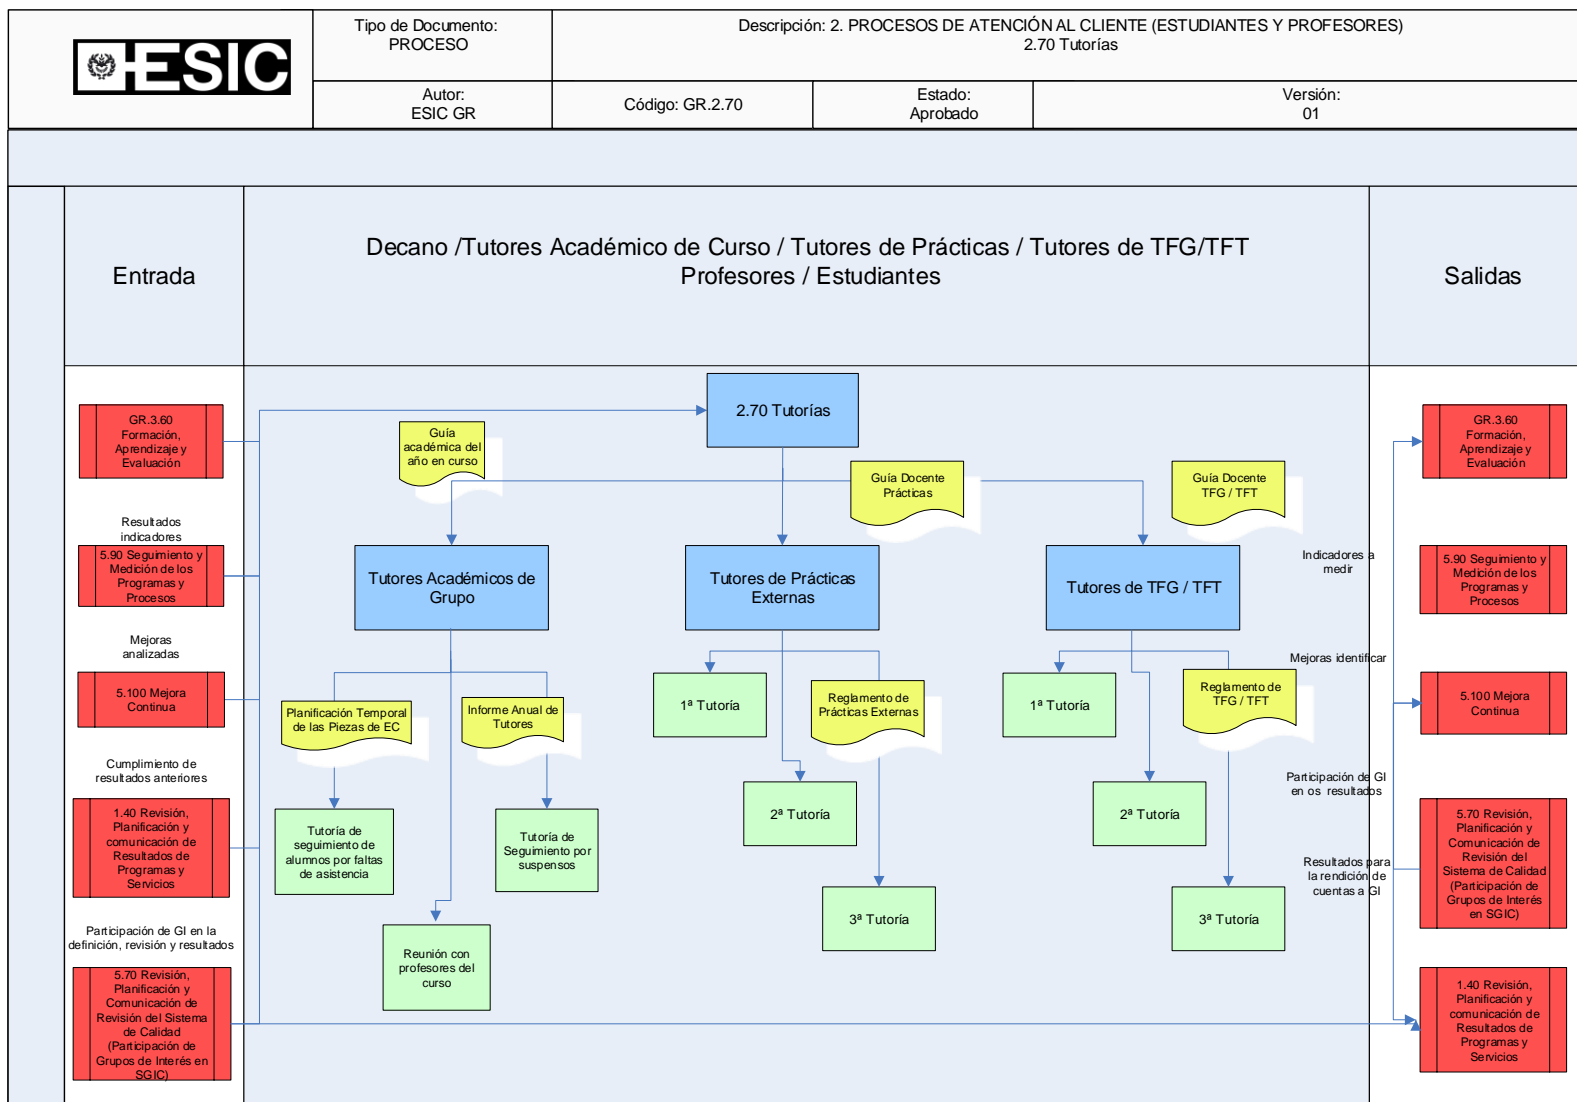 ESIC
Tipo de Documento:
PROCESO
Descripción: 2. PROCESOS DE ATENCIÓN AL CLIENTE (ESTUDIANTES Y PROFESORES)
2.70 Tutorías
Autor:
ESIC GR
Código: GR.2.70
Estado:
Aprobado
Versión:
01
Entrada
Decano /Tutores Académico de Curso / Tutores de Prácticas / Tutores de TFG/TFT
Profesores / Estudiantes
Salidas
GR.3.60
Formación,
Aprendizaje y
Evaluación
Resultados
indicadores
5.90 Seguimiento y
Medición de los
Programas y
Procesos
Mejoras
analizadas
5.100 Mejora
Continua
Cumplimiento de
resultados anteriores
1.40 Revisión,
Planificación y
comunicación de
Resultados de
Programas y
Servicios
Participación de GI en la
definición, revisión y resultados
5.70 Revisión,
Planificación y
Comunicación de
Revisión del Sistema
de Calidad
(Participación de
Grupos de Interés en
SGIC)
2.70 Tutorías
Guía
académica del
año en curso
Guía Docente
Prácticas
Guía Docente
TFG / TFT
Tutores Académicos de
Grupo
Tutores de Prácticas
Externas
Tutores de TFG / TFT
Planificación Temporal
de las Piezas de EC
Informe Anual de
Tutores
1ª Tutoría
Reglamento de
Prácticas Externas
1ª Tutoría
Reglamento de
TFG / TFT
Tutoría de
seguimiento de
alumnos por faltas
de asistencia
Tutoría de
Seguimiento por
suspensos
2ª Tutoría
2ª Tutoría
Reunión con
profesores del
curso
3ª Tutoría
3ª Tutoría
GR.3.60
Formación,
Aprendizaje y
Evaluación
Indicadores a
medir
5.90 Seguimiento y
Medición de los
Programas y
Procesos
Mejoras identificar
5.100 Mejora
Continua
Participación de GI
en os resultados
5.70 Revisión,
Planificación y
Comunicación de
Revisión del
Sistema de Calidad
(Participación de
Grupos de Interés
en SGIC)
Resultados para
la rendición de
cuentas a GI
1.40 Revisión,
Planificación y
comunicación de
Resultados de
Programas y
Servicios